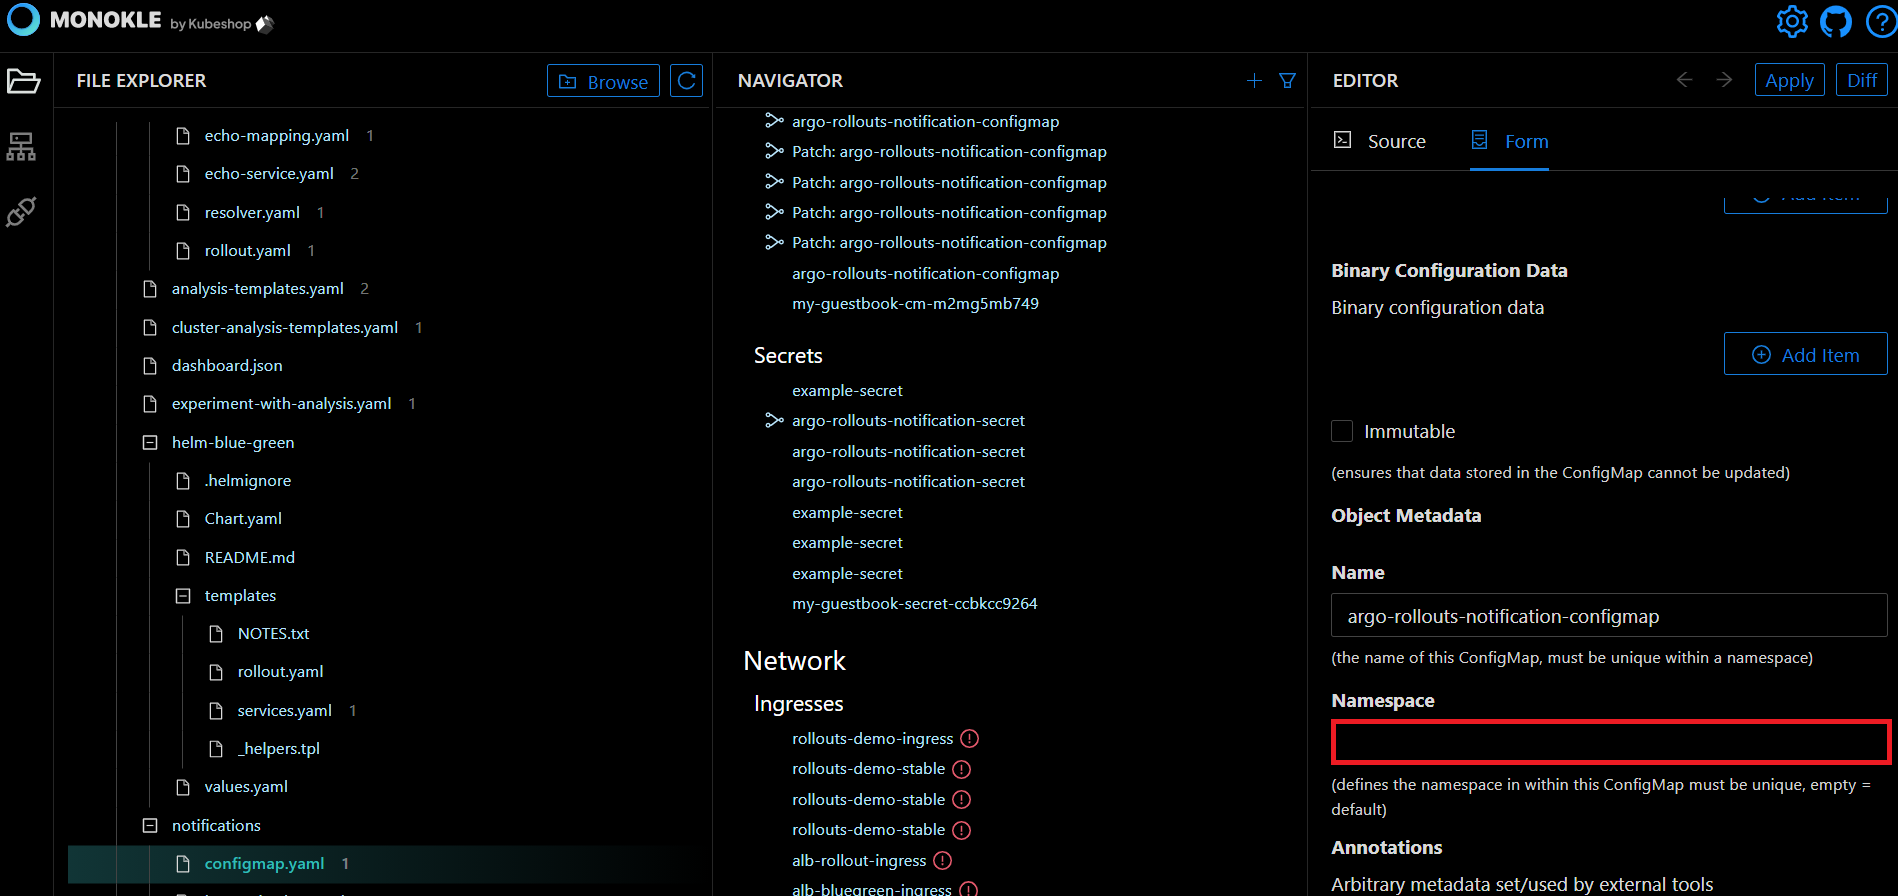 MONOKLE by Kubeshop
FILE EXPLORER
Browse
echo-mapping.yaml 1
echo-service.yaml 2
resolver.yaml 1
rollout.yaml 1
analysis-templates.yaml 2
cluster-analysis-templates.yaml 1
dashboard.json
experiment-with-analysis.yaml 1
helm-blue-green
.helmignore
Chart.yaml
README.md
templates
NOTES.txt
rollout.yaml
services.yaml 1
_helpers.tpl
values.yaml
notifications
configmap.yaml 1
NAVIGATOR
argo-rollouts-notification-configmap
Patch: argo-rollouts-notification-configmap
Patch: argo-rollouts-notification-configmap
Patch: argo-rollouts-notification-configmap
Patch: argo-rollouts-notification-configmap
argo-rollouts-notification-configmap
my-guestbook-cm-m2mg5mb749
Secrets
example-secret
argo-rollouts-notification-secret
argo-rollouts-notification-secret
argo-rollouts-notification-secret
example-secret
example-secret
example-secret
my-guestbook-secret-ccbkcc9264
Network
Ingresses
rollouts-demo-ingress
rollouts-demo-stable
rollouts-demo-stable
rollouts-demo-stable
alb-rollout-ingress
alb-bluegreen-ingress
EDITOR
Apply
Diff
Source
Form
Add Item
Binary Configuration Data
Binary configuration data
Add Item
Immutable
(ensures that data stored in the ConfigMap cannot be updated)
Object Metadata
Name
argo-rollouts-notification-configmap
(the name of this ConfigMap, must be unique within a namespace)
Namespace
(defines the namespace in within this ConfigMap must be unique, empty =
default)
Annotations
Arbitrary metadata set/used by external tools